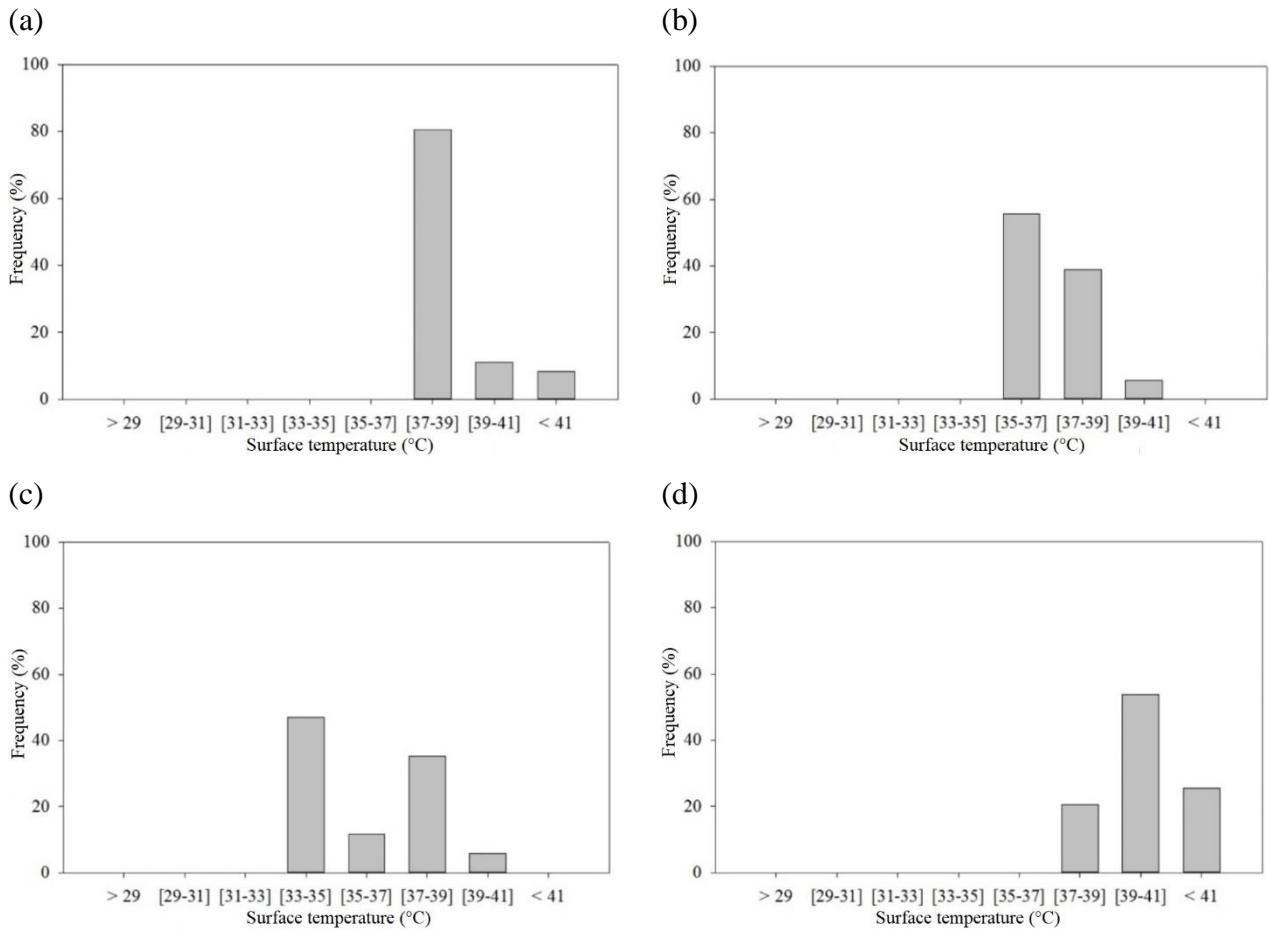 (a)
100
80
60
40
20
0
Frequency (%)
> 29 [29-31] [31-33] [33-35] [35-37] [37-39] [39-41] < 41
Surface temperature (°C)
(b)
100
80
60
40
20
0
Frequency (%)
> 29 [29-31] [31-33] [33-35] [35-37] [37-39] [39-41] < 41
Surface temperature (°C)
(c)
100
80
60
40
20
0
Frequency (%)
> 29 [29-31] [31-33] [33-35] [35-37] [37-39] [39-41] < 41
Surface temperature (°C)
(d)
100
80
60
40
20
0
Frequency (%)
> 29 [29-31] [31-33] [33-35] [35-37] [37-39] [39-41] < 41
Surface temperature (°C)